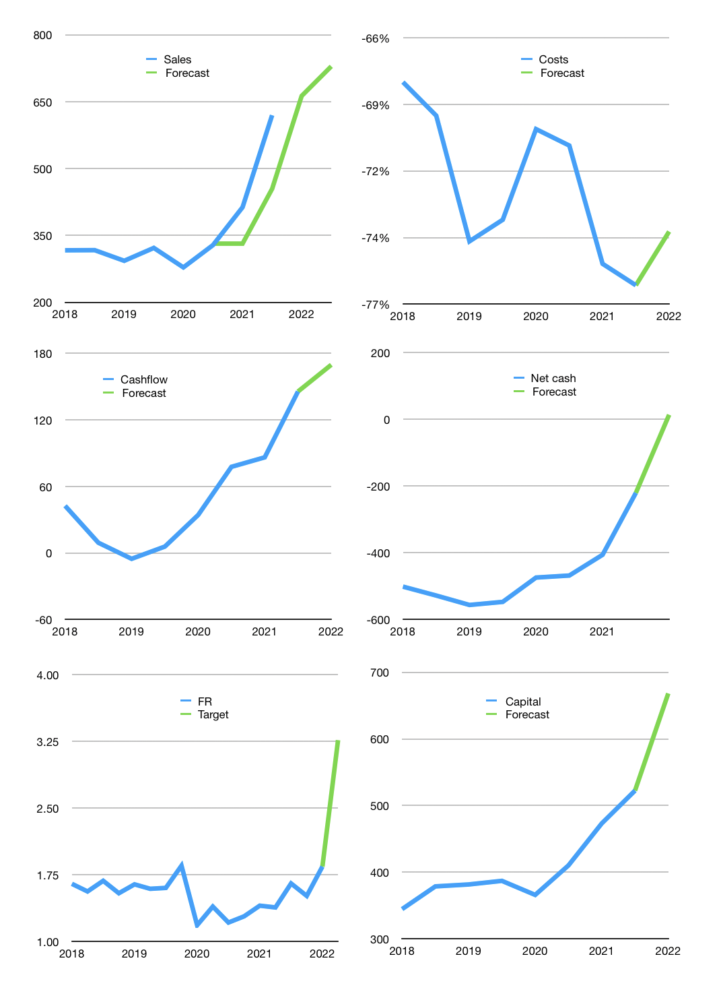 800
Sales
Forecast
650
500
350
200
2018 2019 2020 2021 2022
-66%
Costs
Forecast
-69%
-72%
-74%
-77%
2018 2019 2020 2021 2022
180
Cashflow
Forecast
120
60
0
-60
2018 2019 2020 2021 2022
200
Net cash
Forecast
0
-200
-400
-600
2018 2019 2020 2021
4.00
FR
Target
3.25
2.50
1.75
1.00
2018 2019 2020 2021 2022
700
Capital
Forecast
600
500
400
300
2018 2019 2020 2021 2022